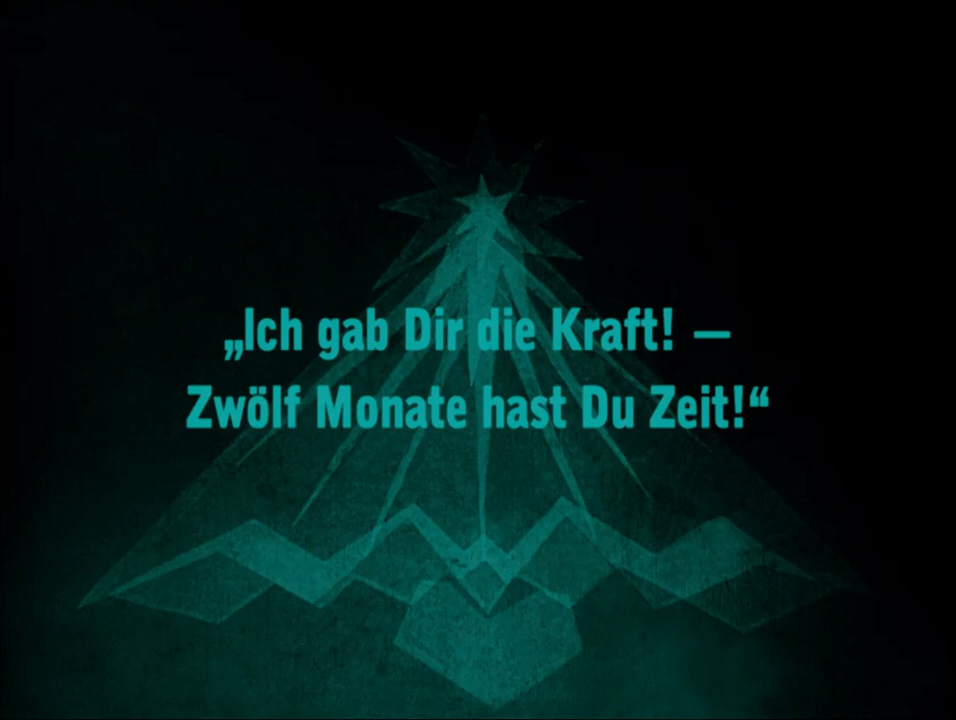 „Ich gab Dir die Kraft! —
Zwölf Monate hast Du Zeit!“